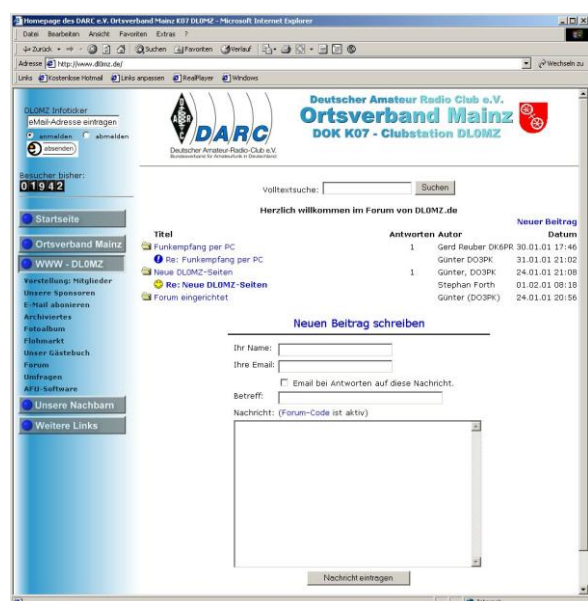 Homepage des DARC e.V. Ortsverband Mainz K07 DL0MZ - Microsoft Internet Explorer
Datei Bearbeiten Ansicht Favoriten Extras ?
Zurück Suchen Favoriten Verlauf
Adresse http://www.dl0mz.de/ Wechseln zu
Links Kostenlose Hotmail Links anpassen RealPlayer Windows
DL0MZ Infoticker
eMail-Adresse eintragen
anmelden abmelden
absenden
Besucher bisher:
01942
Startseite
Ortsverband Mainz
WWW - DL0MZ
Vorstellung: Mitglieder
Unsere Sponsoren
E-Mail abonieren
Archiviertes
Fotoalbum
Flohmarkt
Unser Gästebuch
Forum
Umfragen
AFU-Software
Unsere Nachbarn
Weitere Links
DARC
Deutscher Amateur-Radio-Club e.V.
Bundesverband für Amateurfunk in Deutschland
Deutscher Amateur Radio Club e.V.
Ortsverband Mainz
DOK K07 - Clubstation DL0MZ
Volltextsuche: Suchen
Herzlich willkommen im Forum von DL0MZ.de
Neuer Beitrag
Titel Antworten Autor Datum
Funkempfang per PC 1 Gerd Reuber DK6PR 30.01.01 17:46
Re: Funkempfang per PC Günter DO3PK 31.01.01 21:02
Neue DL0MZ-Seiten 1 Günter, DO3PK 24.01.01 21:08
Re: Neue DL0MZ-Seiten Stephan Forth 01.02.01 08:18
Forum eingerichtet Günter (DO3PK) 24.01.01 20:56
Neuen Beitrag schreiben
Ihr Name:
Ihre Email:
Email bei Antworten auf diese Nachricht.
Betreff:
Nachricht: (Forum-Code ist aktiv)
Nachricht eintragen